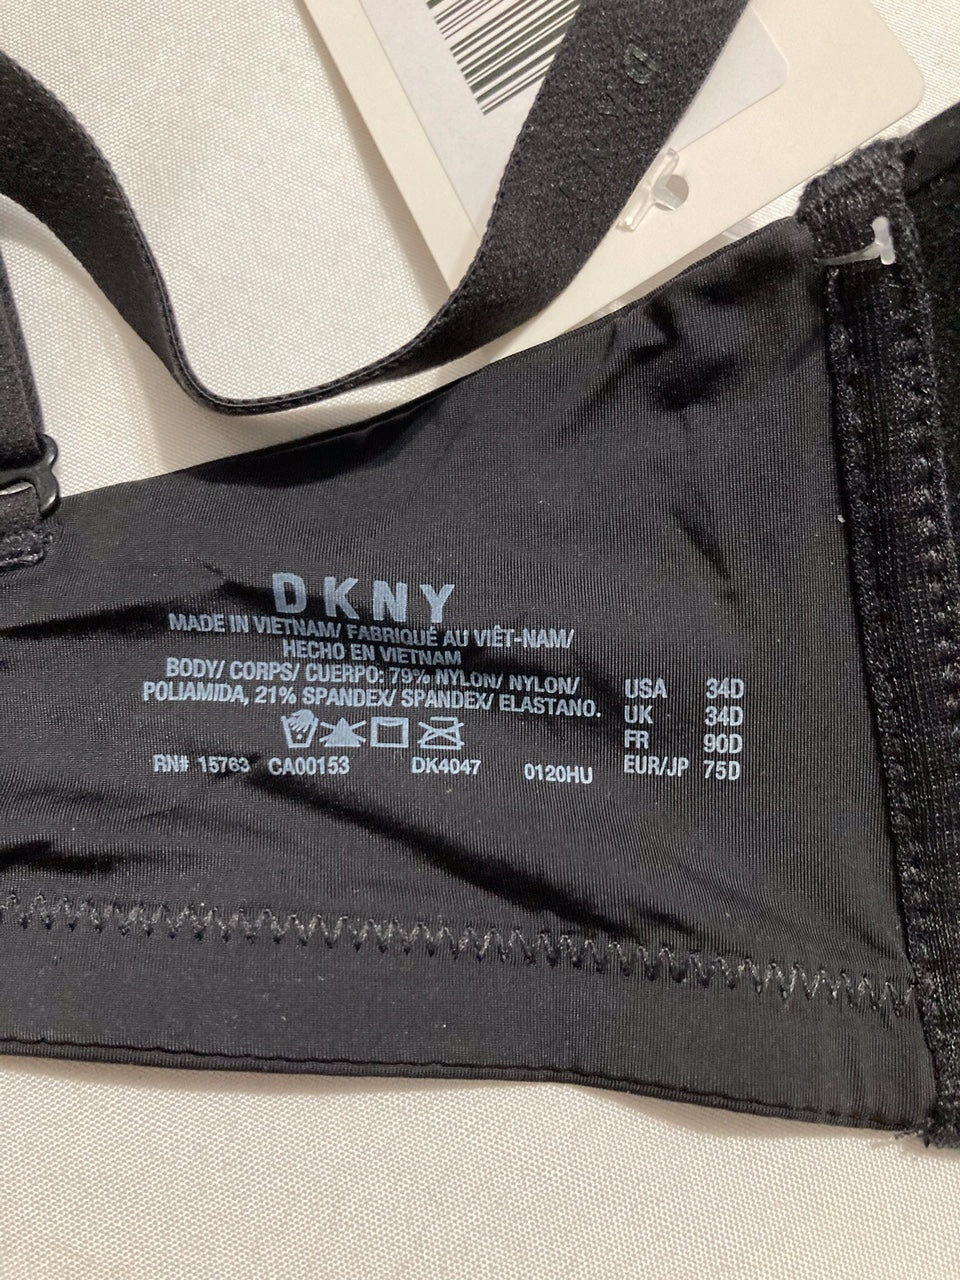 DKNY
MADE IN VIETNAM/ FABRIQUÉ AU VIÊT-NAM/
HECHO EN VIETNAM
BODY/ CORPS/ CUERPO: 79% NYLON/ NYLON/
POLIAMIDA, 21% SPANDEX/ SPANDEX/ ELASTANO.
RN# 15763 CA00153 DK4047 0120HU
USA 34D
UK 34D
FR 90D
EUR/JP 75D